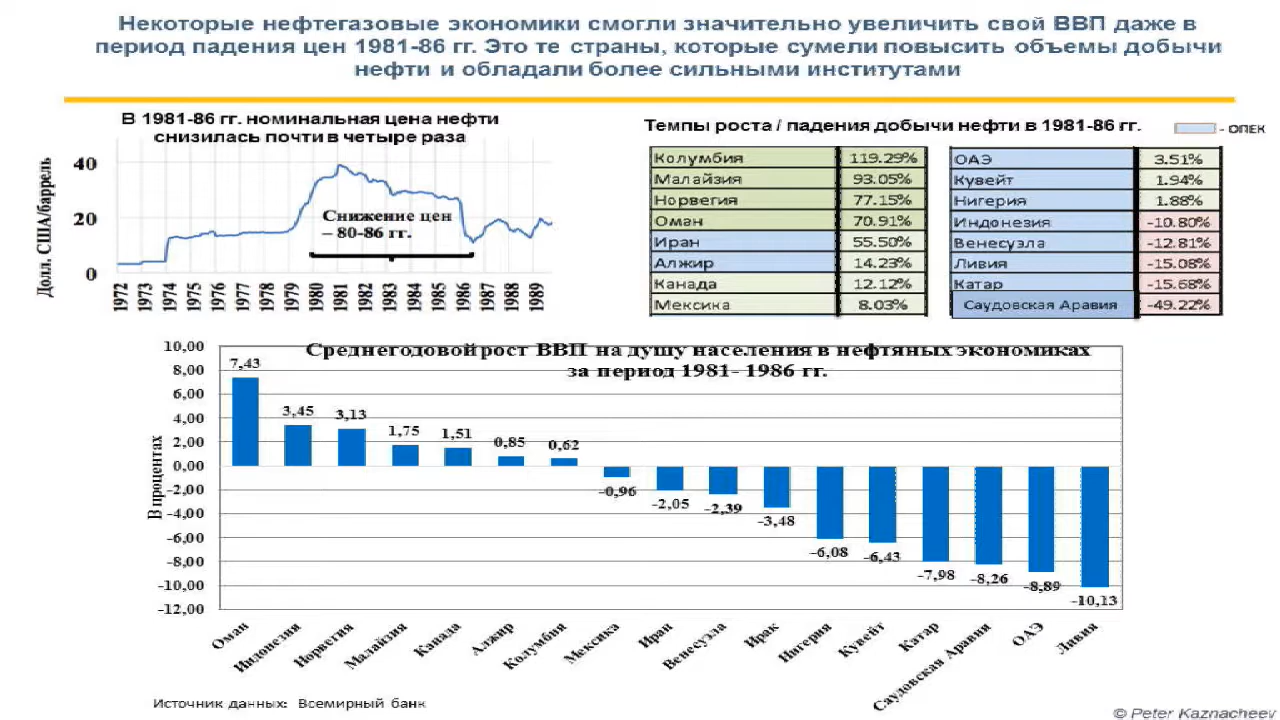 Некоторые нефтегазовые экономики смогли значительно увеличить свой ВВП даже в
период падения цен 1981-86 гг. Это те страны, которые сумели повысить объемы добычи
нефти и обладали более сильными институтами
В 1981-86 гг. номинальная цена нефти
снизилась почти в четыре раза
Долл. США/баррель
40
20
0
Снижение цен
– 80-86 гг.
1972 1973 1974 1975 1976 1977 1978 1979 1980 1981 1982 1983 1984 1985 1986 1987 1988 1989
Темпы роста / падения добычи нефти в 1981-86 гг.
- ОПЕК
Колумбия 119.29%
Малайзия 93.05%
Норвегия 77.15%
Оман 70.91%
Иран 55.50%
Алжир 14.23%
Канада 12.12%
Мексика 8.03%
ОАЭ 3.51%
Кувейт 1.94%
Нигерия 1.88%
Индонезия -10.80%
Венесуэла -12.81%
Ливия -15.08%
Катар -15.68%
Саудовская Аравия -49.22%
Среднегодовой рост ВВП на душу населения в нефтяных экономиках
за период 1981- 1986 гг.
В процентах
10,00
8,00
6,00
4,00
2,00
0,00
-2,00
-4,00
-6,00
-8,00
-10,00
-12,00
7,43 3,45 3,13 1,75 1,51 0,85 0,62 -0,96 -2,05 -2,39 -3,48 -6,08 -6,43 -7,98 -8,26 -8,89 -10,13
Оман Индонезия Норвегия Малайзия Канада Алжир Колумбия Мексика Иран Венесуэла Ирак Нигерия Кувейт Катар Саудовская Аравия ОАЭ Ливия
Источник данных: Всемирный банк
© Peter Kaznacheev